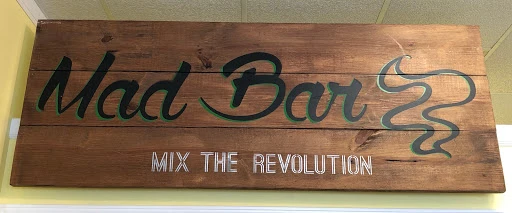 Mad Bar
MIX THE REVOLUTION